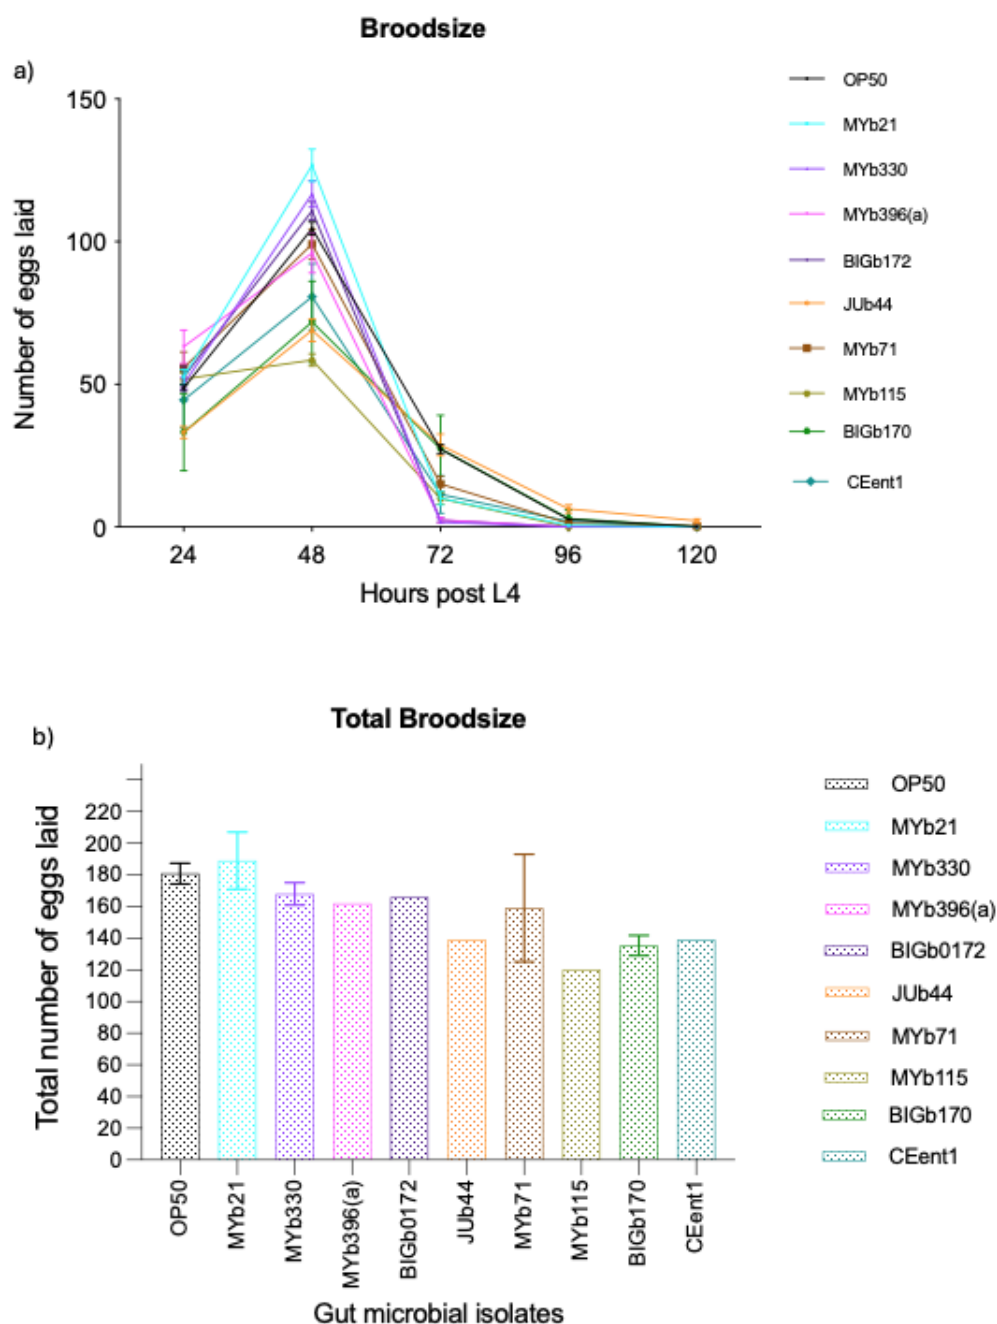 Broodsize
a)
Number of eggs laid
150
100
50
0
24 48 72 96 120
Hours post L4
OP50
MYb21
MYb330
MYb396(a)
BIGb172
JUb44
MYb71
MYb115
BIGb170
CEent1
Total Broodsize
b)
Total number of eggs laid
220
200
180
160
140
120
100
80
60
40
20
0
OP50 MYb21 MYb330 MYb396(a) BIGb0172 JUb44 MYb71 MYb115 BIGb170 CEent1
Gut microbial isolates
OP50
MYb21
MYb330
MYb396(a)
BIGb0172
JUb44
MYb71
MYb115
BIGb170
CEent1